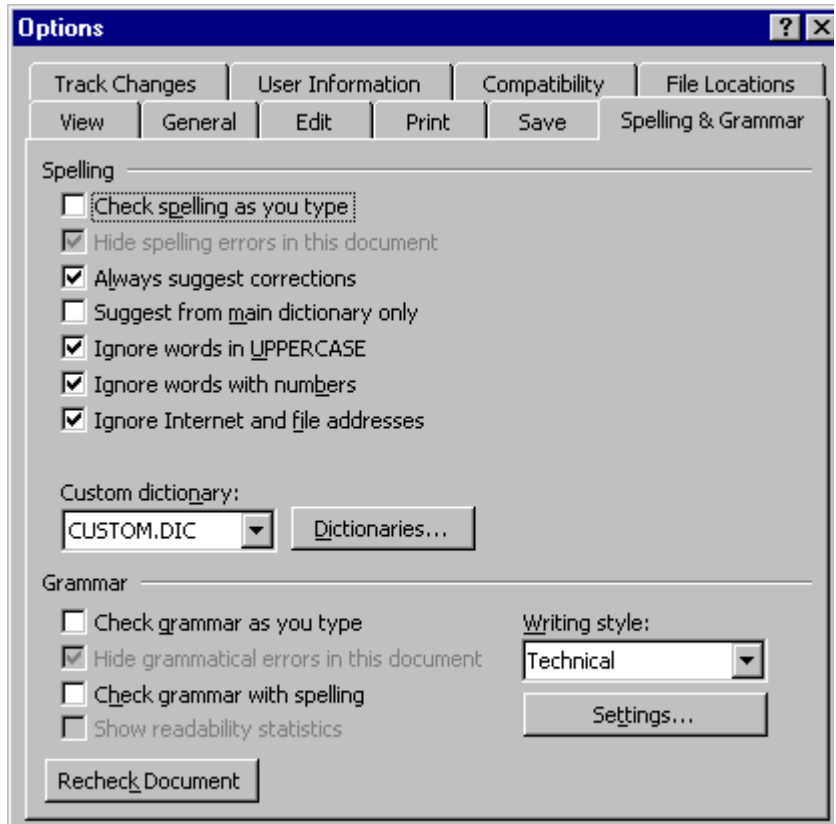 Options
Track Changes User Information Compatibility File Locations
View General Edit Print Save Spelling & Grammar
Spelling
Check spelling as you type
Hide spelling errors in this document
Always suggest corrections
Suggest from main dictionary only
Ignore words in UPPERCASE
Ignore words with numbers
Ignore Internet and file addresses
Custom dictionary:
CUSTOM.DIC Dictionaries...
Grammar
Check grammar as you type Writing style:
Hide grammatical errors in this document Technical
Check grammar with spelling
Show readability statistics Settings...
Recheck Document